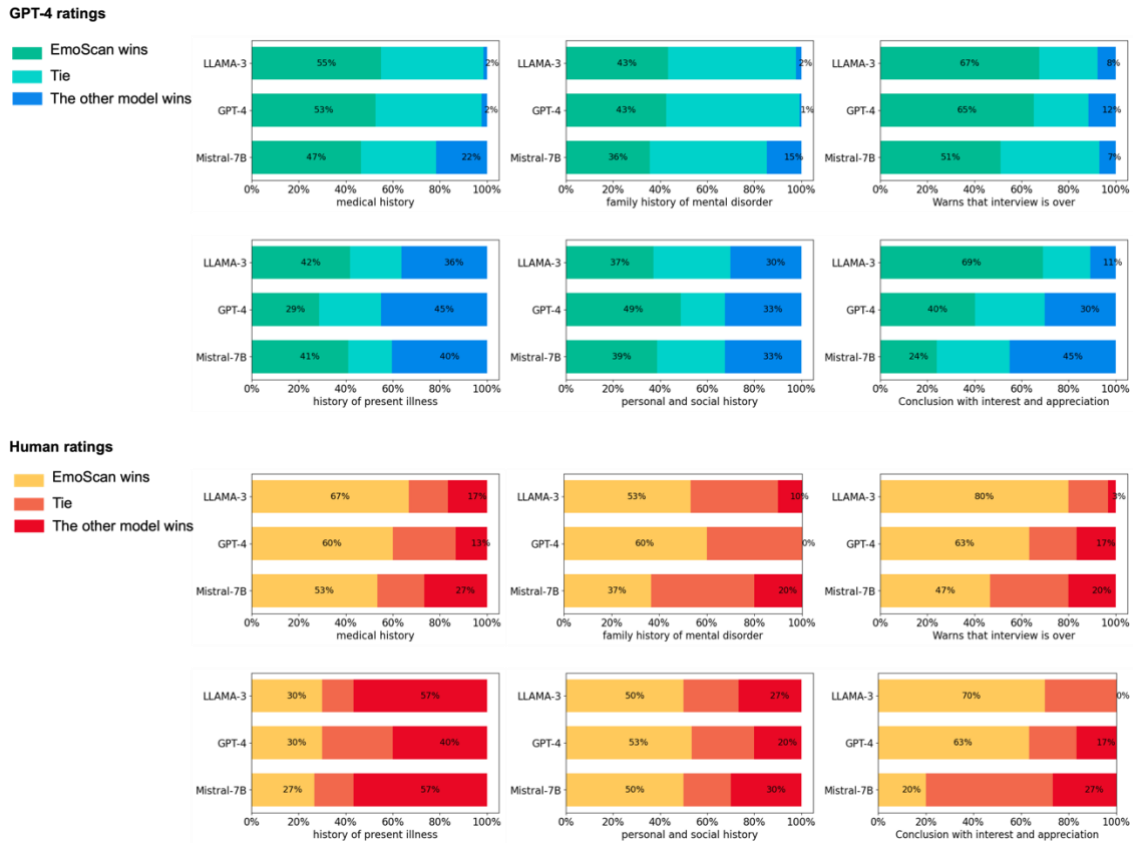 GPT-4 ratings
EmoScan wins
Tie
The other model wins
LLAMA-3 55% 2%
GPT-4 53% 2%
Mistral-7B 47% 22%
0% 20% 40% 60% 80% 100%
medical history
LLAMA-3 43% 2%
GPT-4 43% 1%
Mistral-7B 36% 15%
0% 20% 40% 60% 80% 100%
family history of mental disorder
LLAMA-3 67% 8%
GPT-4 65% 12%
Mistral-7B 51% 7%
0% 20% 40% 60% 80% 100%
Warns that interview is over
LLAMA-3 42% 36%
GPT-4 29% 45%
Mistral-7B 41% 40%
0% 20% 40% 60% 80% 100%
history of present illness
LLAMA-3 37% 30%
GPT-4 49% 33%
Mistral-7B 39% 33%
0% 20% 40% 60% 80% 100%
personal and social history
LLAMA-3 69% 11%
GPT-4 40% 30%
Mistral-7B 24% 45%
0% 20% 40% 60% 80% 100%
Conclusion with interest and appreciation
Human ratings
EmoScan wins
Tie
The other model wins
LLAMA-3 67% 17%
GPT-4 60% 13%
Mistral-7B 53% 27%
0% 20% 40% 60% 80% 100%
medical history
LLAMA-3 53% 10%
GPT-4 60% 0%
Mistral-7B 37% 20%
0% 20% 40% 60% 80% 100%
family history of mental disorder
LLAMA-3 80% 3%
GPT-4 63% 17%
Mistral-7B 47% 20%
0% 20% 40% 60% 80% 100%
Warns that interview is over
LLAMA-3 30% 57%
GPT-4 30% 40%
Mistral-7B 27% 57%
0% 20% 40% 60% 80% 100%
history of present illness
LLAMA-3 50% 27%
GPT-4 53% 20%
Mistral-7B 50% 30%
0% 20% 40% 60% 80% 100%
personal and social history
LLAMA-3 70% 0%
GPT-4 63% 17%
Mistral-7B 20% 27%
0% 20% 40% 60% 80% 100%
Conclusion with interest and appreciation